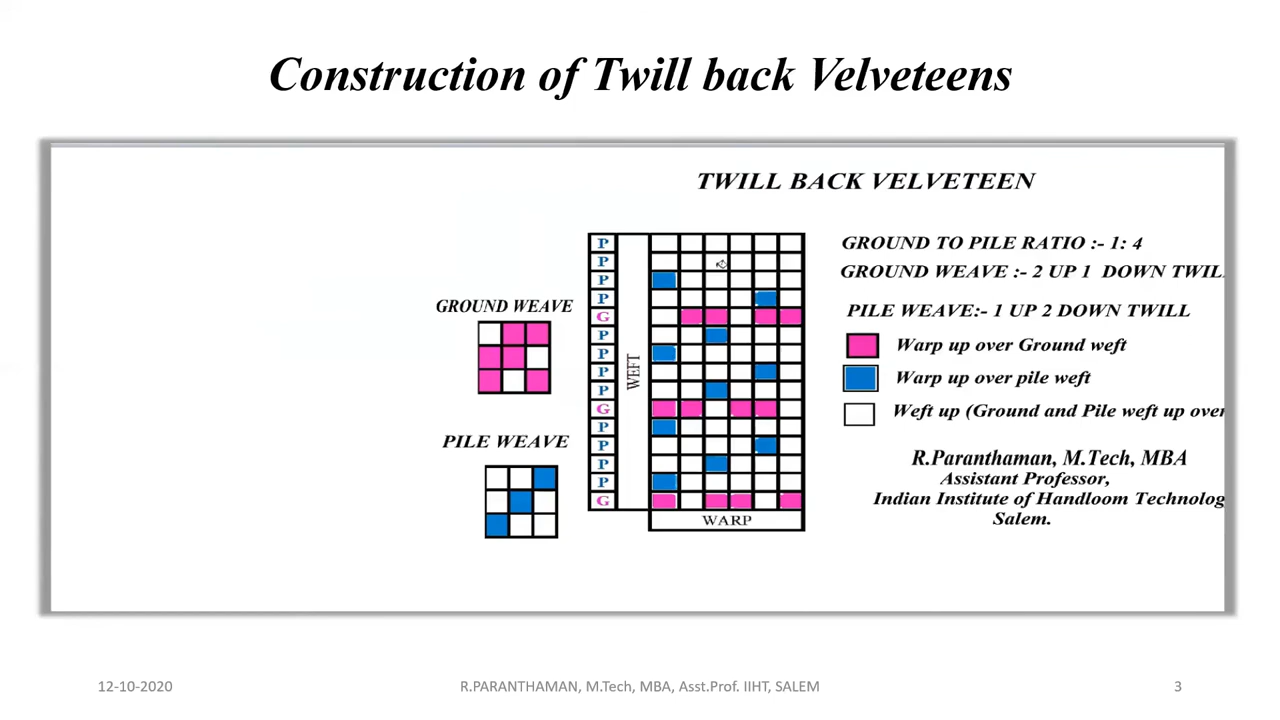 Construction of Twill back Velveteens
TWILL BACK VELVETEEN
GROUND TO PILE RATIO :- 1: 4
GROUND WEAVE :- 2 UP 1 DOWN TWIL
PILE WEAVE:- 1 UP 2 DOWN TWILL
Warp up over Ground weft
Warp up over pile weft
Weft up (Ground and Pile weft up over
R.Paranthaman, M.Tech, MBA
Assistant Professor,
Indian Institute of Handloom Technolog
Salem.
GROUND WEAVE
PILE WEAVE
P
P
P
P
G
P
P
P
P
G
P
P
P
P
G
WEFT
WARP
12-10-2020
R.PARANTHAMAN, M.Tech, MBA, Asst.Prof. IIHT, SALEM
3